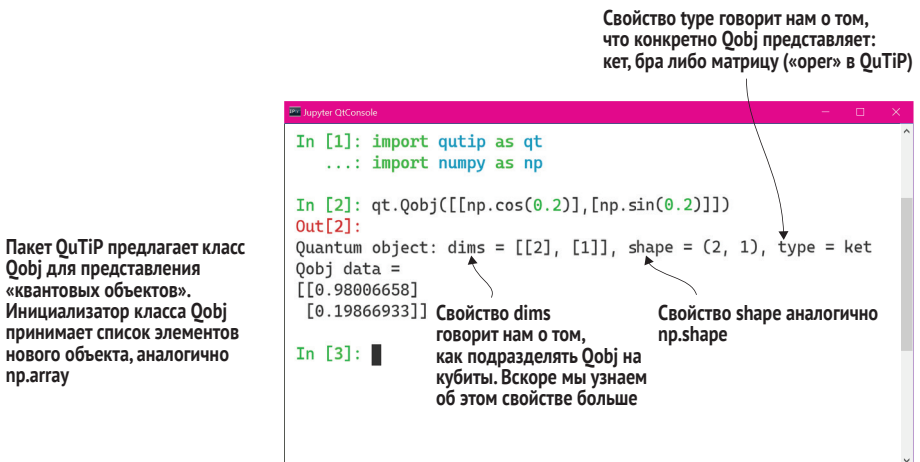 Свойство type говорит нам о том,
что конкретно Qobj представляет:
кет, бра либо матрицу («oper» в QuTiP)
Jupyter QtConsole
In [1]: import qutip as qt
...: import numpy as np
In [2]: qt.Qobj([[np.cos(0.2)],[np.sin(0.2)]])
Out[2]:
Quantum object: dims = [[2], [1]], shape = (2, 1), type = ket
Qobj data =
[[0.98006658]
[0.19866933]]
In [3]:
Пакет QuTiP предлагает класс
Qobj для представления
«квантовых объектов».
Инициализатор класса Qobj
принимает список элементов
нового объекта, аналогично
np.array
Свойство dims
говорит нам о том,
как подразделять Qobj на
кубиты. Вскоре мы узнаем
об этом свойстве больше
Свойство shape аналогично
np.shape